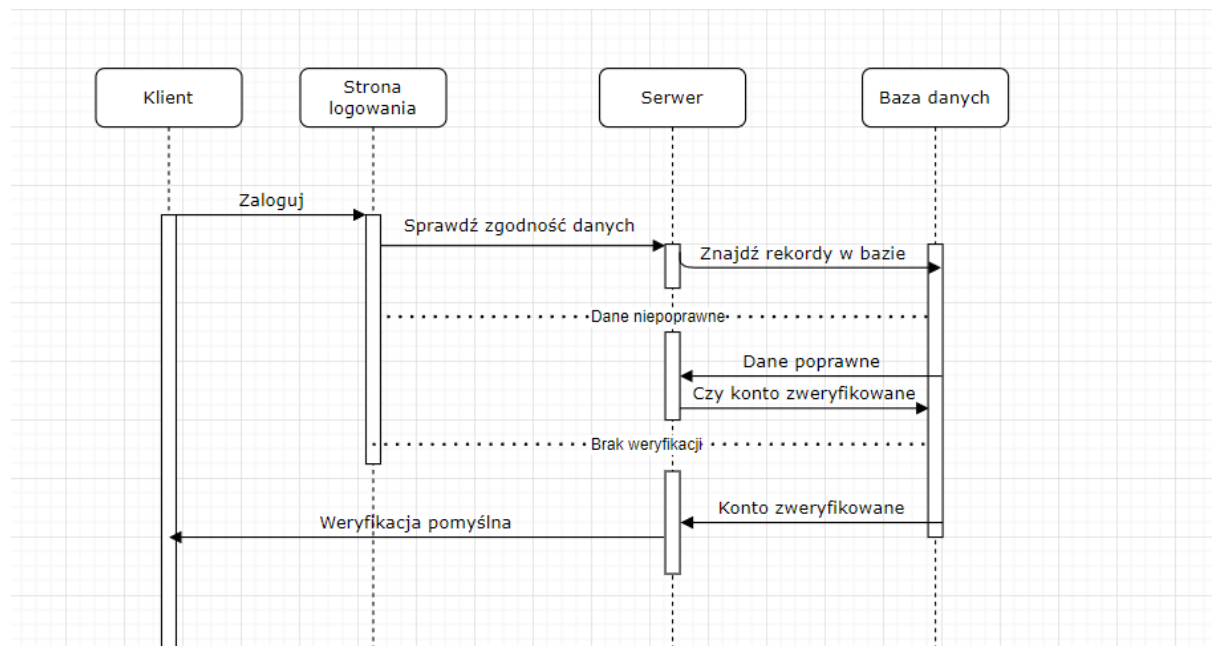 Klient
Strona
logowania
Serwer
Baza danych
Zaloguj
Sprawdź zgodność danych
Znajdź rekordy w bazie
Dane niepoprawne
Dane poprawne
Czy konto zweryfikowane
Brak weryfikacji
Konto zweryfikowane
Weryfikacja pomyślna